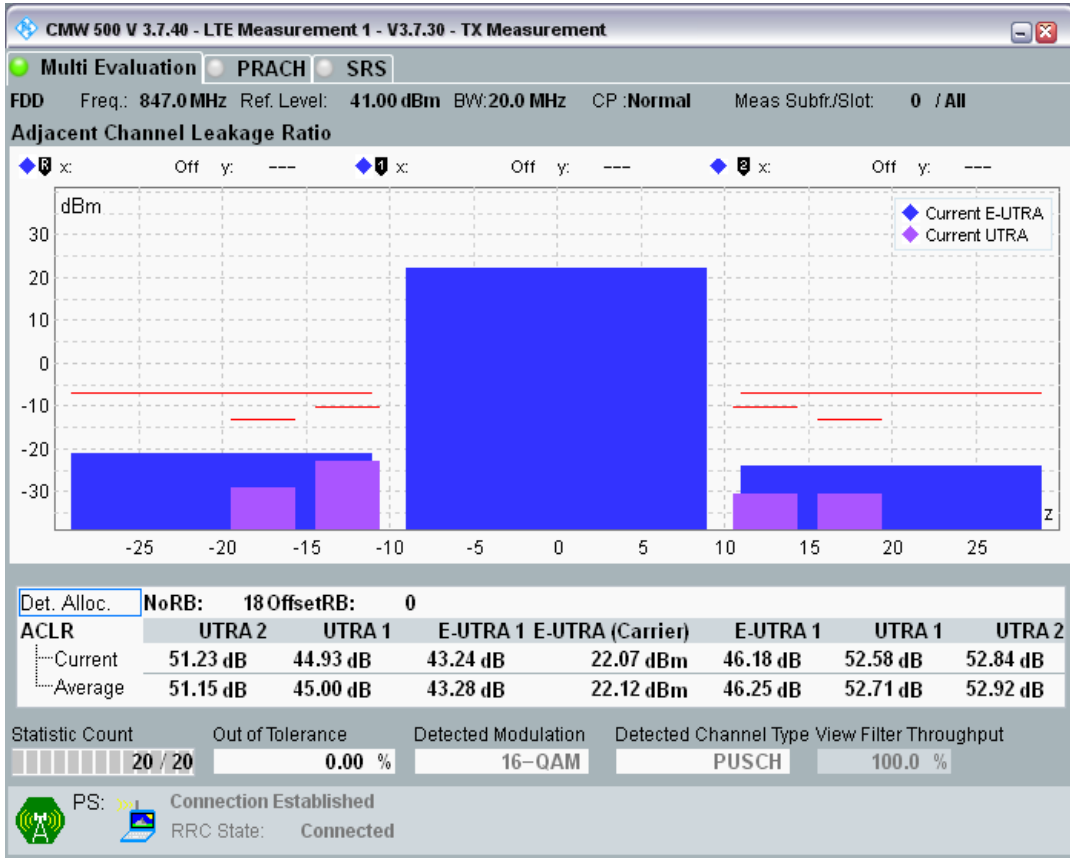 CMW 500 V 3.7.40 - LTE Measurement 1 - V3.7.30 - TX Measurement
Multi Evaluation PRACH SRS
FDD Freq.: 847.0 MHz Ref. Level: 41.00 dBm BW: 20.0 MHz CP : Normal Meas Subfr./Slot: 0 / All
Adjacent Channel Leakage Ratio
R x: Off y: --- 1 x: Off y: --- 2 x: Off y: ---
dBm
Current E-UTRA
Current UTRA
30
20
10
0
-10
-20
-30
z
-25 -20 -15 -10 -5 0 5 10 15 20 25
Det. Alloc. NoRB: 18 OffsetRB: 0
ACLR UTRA 2 UTRA 1 E-UTRA 1 E-UTRA (Carrier) E-UTRA 1 UTRA 1 UTRA 2
Current 51.23 dB 44.93 dB 43.24 dB 22.07 dBm 46.18 dB 52.58 dB 52.84 dB
Average 51.15 dB 45.00 dB 43.28 dB 22.12 dBm 46.25 dB 52.71 dB 52.92 dB
Statistic Count Out of Tolerance Detected Modulation Detected Channel Type View Filter Throughput
20 / 20 0.00 % 16-QAM PUSCH 100.0 %
PS: Connection Established
RRC State: Connected